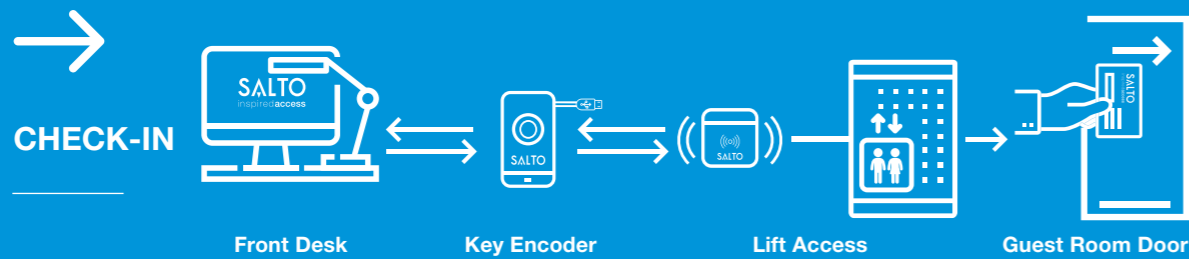 CHECK-IN
SALTO
inspiredaccess
SALTO
SALTO
SALTO
Front Desk
Key Encoder
Lift Access
Guest Room Door